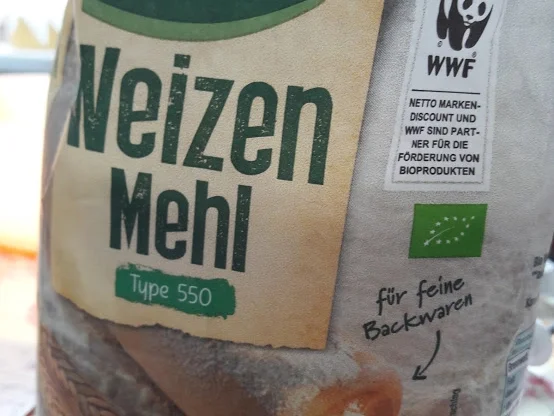 Weizen
Mehl
Type 550
WWF
NETTO MARKEN-
DISCOUNT UND
WWF SIND PART-
NER FÜR DIE
FÖRDERUNG VON
BIOPRODUKTEN
für feine
Backwaren